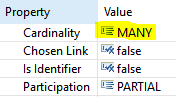 Property Value
Cardinality MANY
Chosen Link false
Is Identifier false
Participation PARTIAL